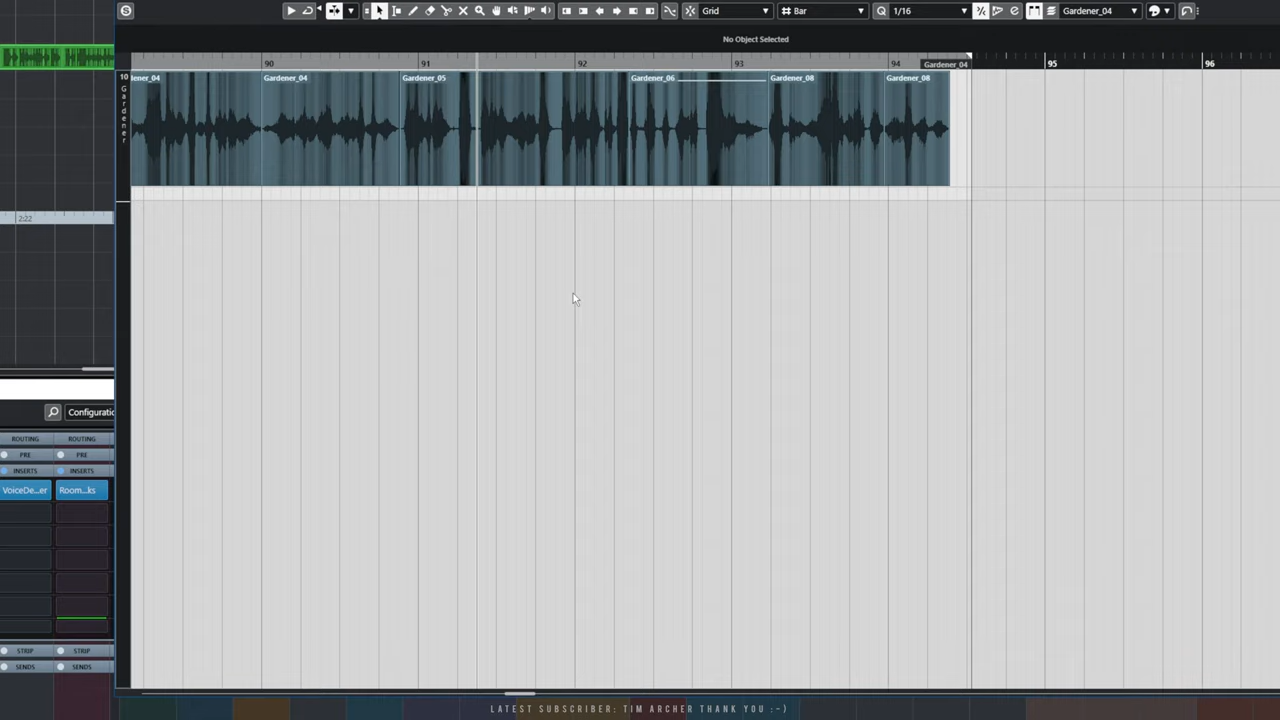 Grid
Bar
1/16
Gardener_04
No Object Selected
90
91
92
93
94
95
96
Gardener_04
10
Gardener
dener_04
Gardener_04
Gardener_05
Gardener_06
Gardener_08
Gardener_08
2:22
Configuratio
ROUTING ROUTING
PRE PRE
INSERTS INSERTS
VoiceDe...er Room...ks
STRIP STRIP
SENDS SENDS
LATEST SUBSCRIBER: TIM ARCHER THANK YOU :-)